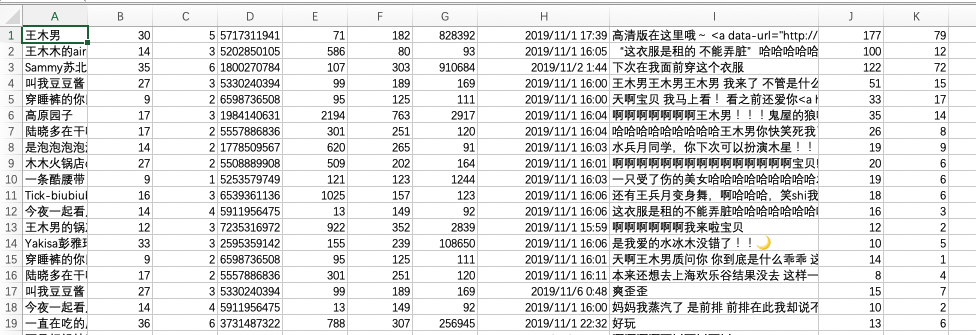 A B C D E F G H I J K
1 王木男 30 5 5717311941 71 182 828392 2019/11/1 17:39 高清版在这里哦～ <a data-url="http:// 177 79
2 王木木的air 14 3 5202850105 586 80 93 2019/11/1 16:05 “这衣服是租的 不能弄脏”哈哈哈哈哈 100 12
3 Sammy苏北 35 6 1800270784 107 303 910684 2019/11/2 1:44 下次在我面前穿这个衣服 122 72
4 叫我豆豆酱 27 3 5330240394 99 189 169 2019/11/1 16:00 王木男王木男王木男 我来了 不管是什么 51 15
5 穿睡裤的你 9 2 6598736508 95 125 111 2019/11/1 16:00 天啊宝贝 我马上看！ 看之前还爱你<a 33 17
6 高原园子 17 3 1984140631 2194 763 2917 2019/11/1 16:04 啊啊啊啊啊啊啊王木男！！！鬼屋的狼 35 14
7 陆晓多在干 17 2 5557886836 301 251 120 2019/11/1 16:04 哈哈哈哈哈哈哈哈哈王木男你快笑死我 26 8
8 是泡泡泡泡 14 2 1778509567 620 265 91 2019/11/1 16:03 水兵月同学，你下次可以扮演木星！！ 19 9
9 木木火锅店 27 2 5508889908 509 202 164 2019/11/1 16:01 啊啊啊啊啊啊啊啊啊啊啊啊啊啊啊宝贝 20 6
10 一条酷腰带 9 1 5253579749 121 123 1244 2019/11/1 16:03 一只受了伤的美女哈哈哈哈哈哈哈哈 19 6
11 Tick-biubiul 16 3 6539361136 1025 157 123 2019/11/1 16:06 还有王兵月变身舞，啊哈哈哈，笑shi我 18 6
12 今夜一起看 14 4 5911956475 13 149 92 2019/11/1 16:06 这衣服是租的不能弄脏哈哈哈哈哈哈哈 16 3
13 王木男的锅 12 3 7235316972 922 352 2839 2019/11/1 15:59 啊啊啊啊啊啊我来啦宝贝 12 2
14 Yakisa彭雅 33 3 2595359142 155 239 108650 2019/11/1 16:06 是我爱的水冰木没错了！！🌙 10 5
15 穿睡裤的你 9 2 6598736508 95 125 111 2019/11/1 16:01 天啊王木男质问你 你到底是什么乖乖 这 14 1
16 陆晓多在干 17 2 5557886836 301 251 120 2019/11/1 16:11 本来还想去上海欢乐谷结果没去 这样一 8 4
17 叫我豆豆酱 27 3 5330240394 99 189 169 2019/11/6 0:48 爽歪歪 15 7
18 今夜一起看 14 4 5911956475 13 149 92 2019/11/1 16:00 妈妈我蒸汽了 是前排 前排在此我却说不 10 2
19 一直在吃的 36 6 3731487322 788 307 256945 2019/11/1 22:32 好玩 13 6